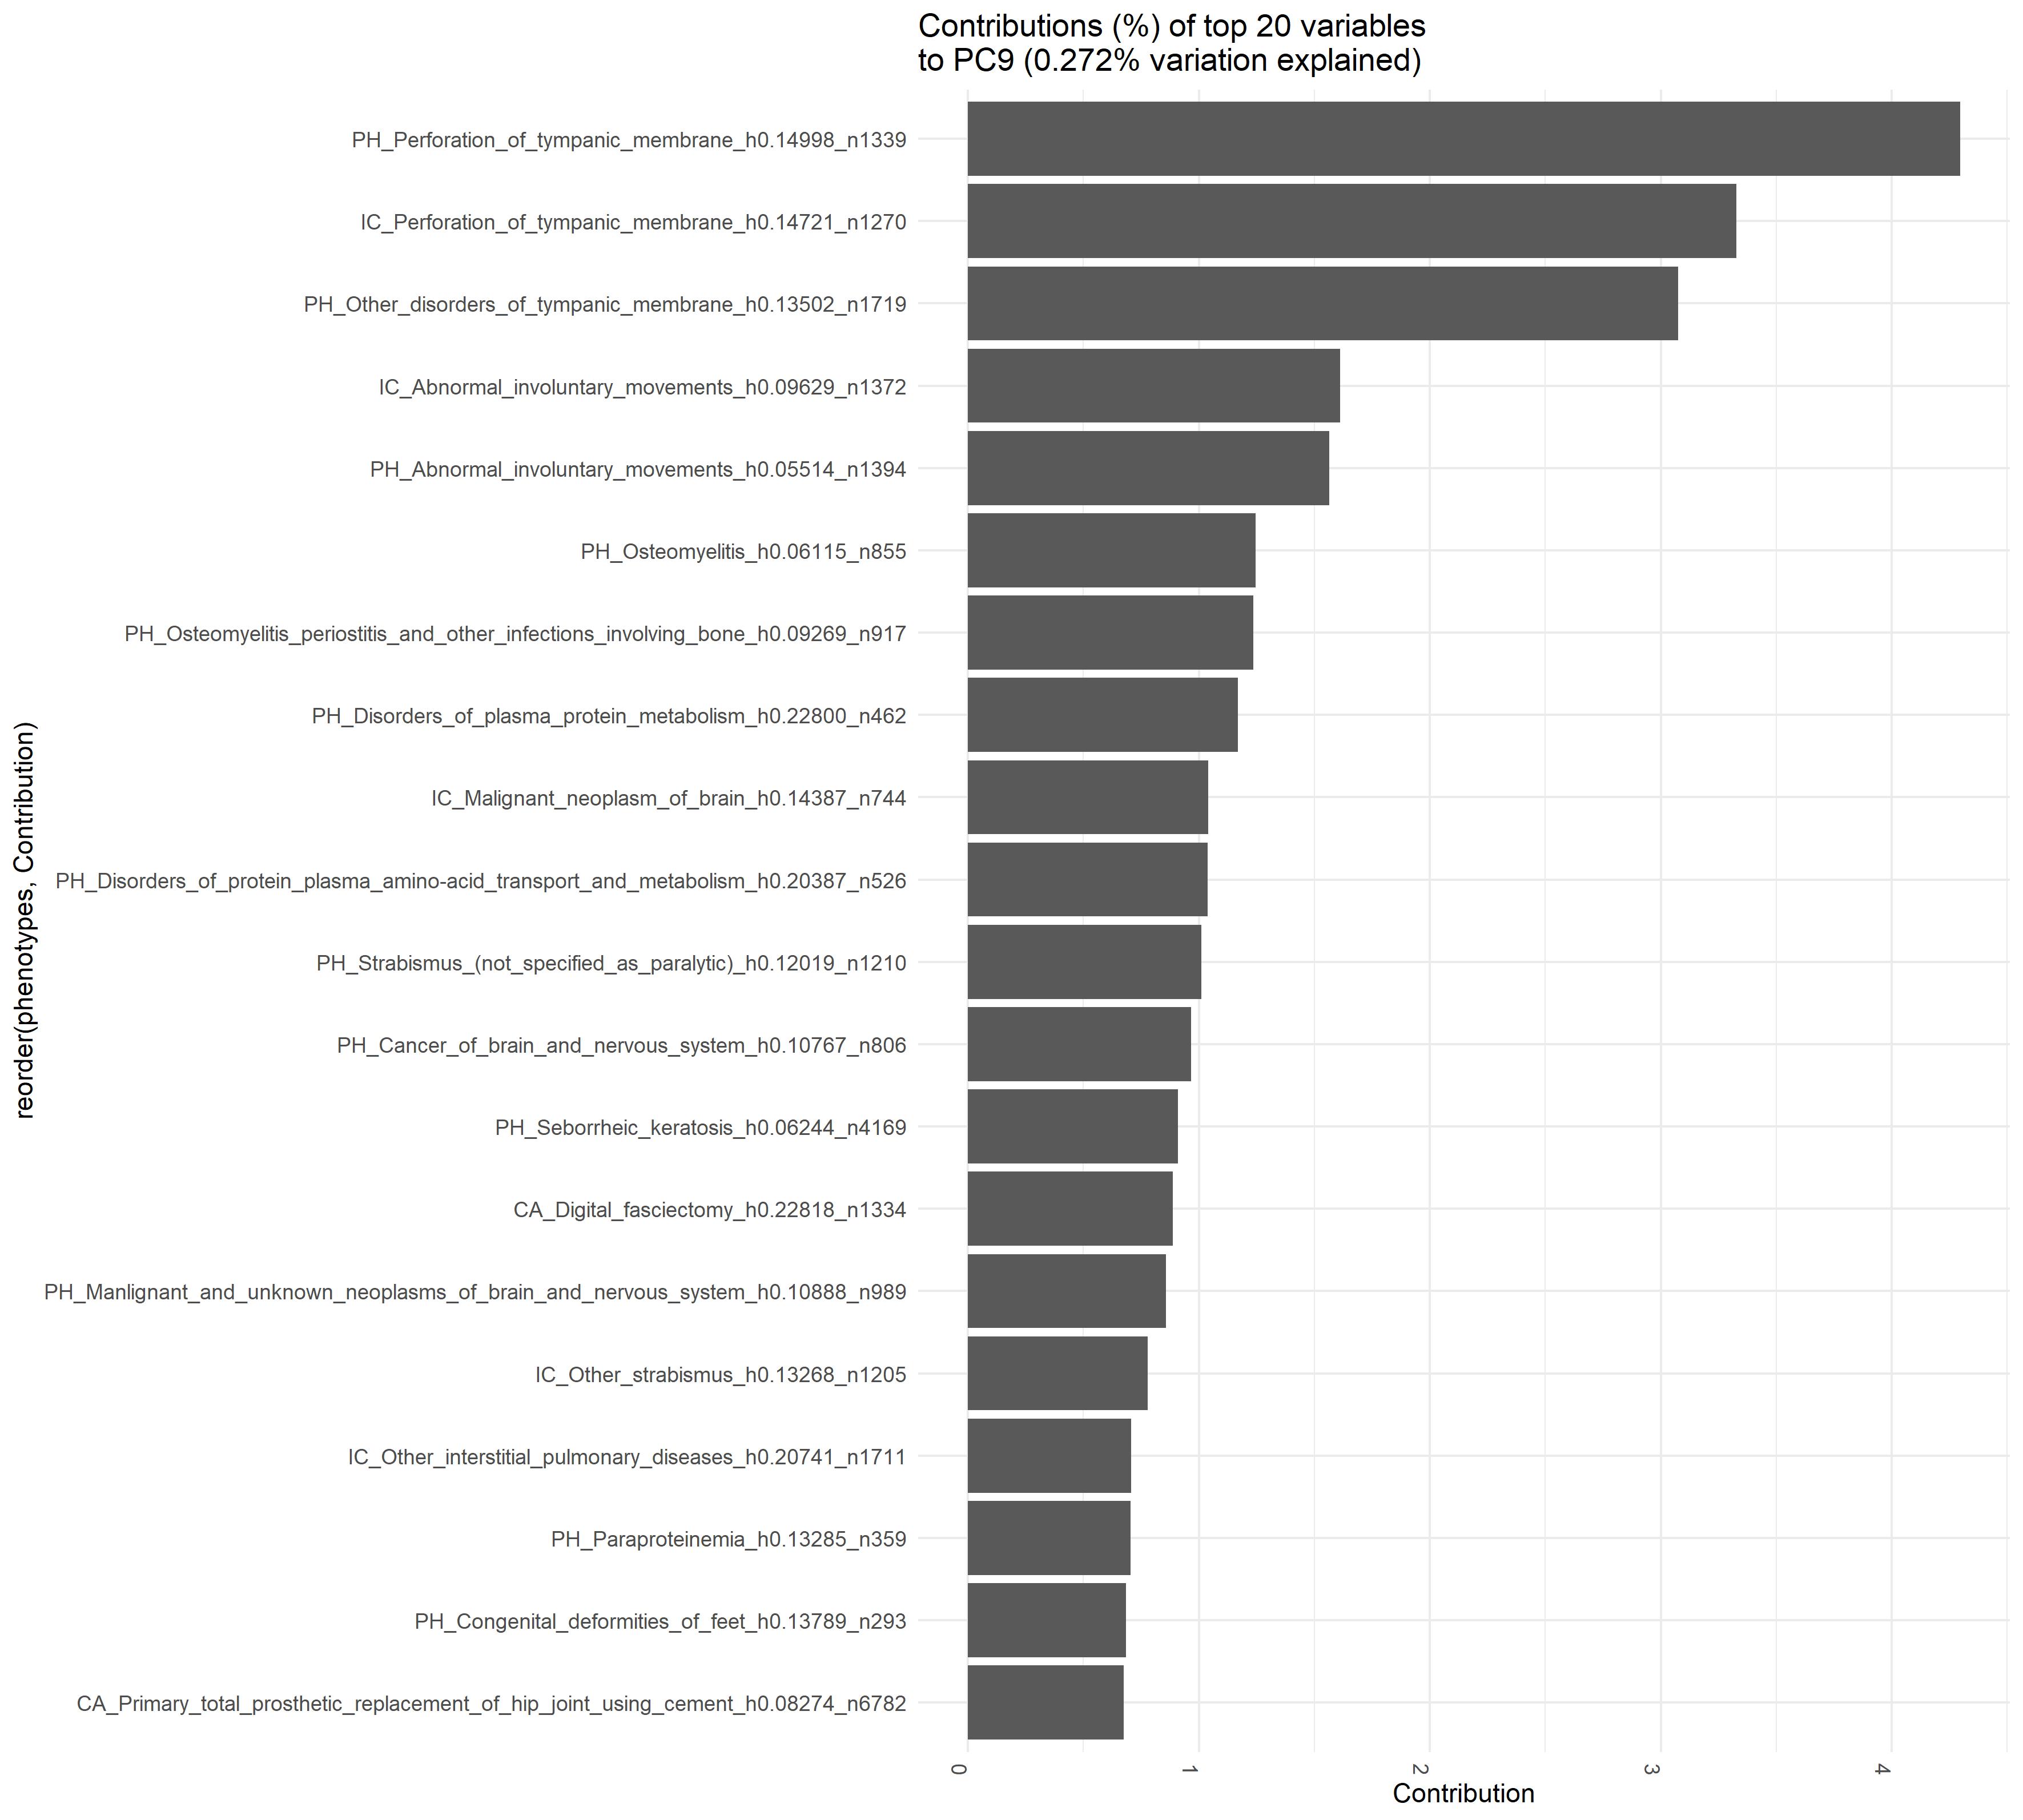 Contributions (%) of top 20 variables
to PC9 (0.272% variation explained)
PH_Perforation_of_tympanic_membrane_h0.14998_n1339
IC_Perforation_of_tympanic_membrane_h0.14721_n1270
PH_Other_disorders_of_tympanic_membrane_h0.13502_n1719
IC_Abnormal_involuntary_movements_h0.09629_n1372
PH_Abnormal_involuntary_movements_h0.05514_n1394
PH_Osteomyelitis_h0.06115_n855
PH_Osteomyelitis_periostitis_and_other_infections_involving_bone_h0.09269_n917
PH_Disorders_of_plasma_protein_metabolism_h0.22800_n462
IC_Malignant_neoplasm_of_brain_h0.14387_n744
PH_Disorders_of_protein_plasma_amino-acid_transport_and_metabolism_h0.20387_n526
PH_Strabismus_(not_specified_as_paralytic)_h0.12019_n1210
PH_Cancer_of_brain_and_nervous_system_h0.10767_n806
PH_Seborrheic_keratosis_h0.06244_n4169
CA_Digital_fasciectomy_h0.22818_n1334
PH_Manlignant_and_unknown_neoplasms_of_brain_and_nervous_system_h0.10888_n989
IC_Other_strabismus_h0.13268_n1205
IC_Other_interstitial_pulmonary_diseases_h0.20741_n1711
PH_Paraproteinemia_h0.13285_n359
PH_Congenital_deformities_of_feet_h0.13789_n293
CA_Primary_total_prosthetic_replacement_of_hip_joint_using_cement_h0.08274_n6782
reorder(phenotypes, Contribution)
0 1 2 3 4
Contribution